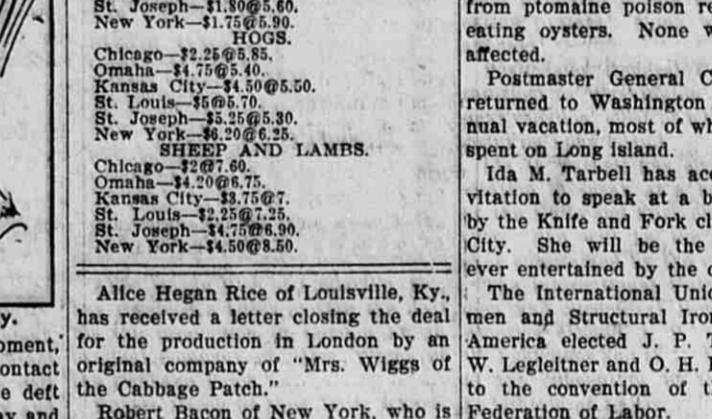 St. Joseph—$1.80@5.60.
New York—$1.75@5.90.
HOGS.
Chicago—$2.25@5.85.
Omaha—$4.75@5.40.
Kansas City—$4.50@5.50.
St. Louis—$5@5.70.
St. Joseph—$5.25@5.30.
New York—$6.20@6.25.
SHEEP AND LAMBS.
Chicago—$2@7.60.
Omaha—$4.20@6.75.
Kansas City—$3.75@7.
St. Louis—$2.25@7.25.
St. Joseph—$4.75@6.90.
New York—$4.50@8.50.
Alice Hegan Rice of Louisville, Ky.,
has received a letter closing the deal
for the production in London by an
original company of "Mrs. Wiggs of
the Cabbage Patch."
Robert Bacon of New York, who is
from ptomaine poison
eating oysters. None
affected.
Postmaster General
returned to Washington
nual vacation, most of
spent on Long island.
Ida M. Tarbell has
vitation to speak at a
by the Knife and Fork
City. She will be the
ever entertained by the
The International
men and Structural
America elected J. P.
W. Legleitner and O. H.
to the convention of
Federation of Labor.